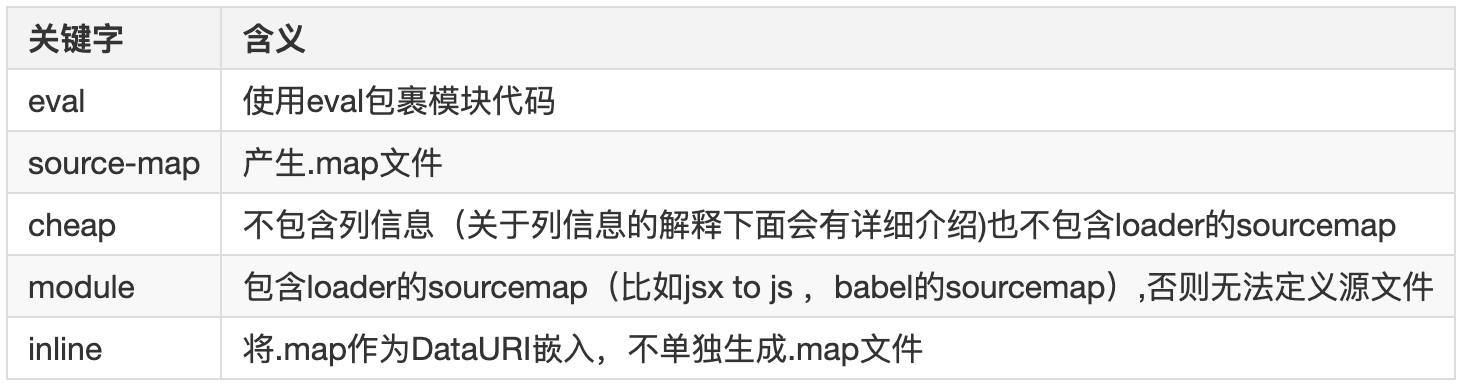 关键字 含义
eval 使用eval包裹模块代码
source-map 产生.map文件
cheap 不包含列信息（关于列信息的解释下面会有详细介绍)也不包含loader的sourcemap
module 包含loader的sourcemap（比如jsx to js ，babel的sourcemap）,否则无法定义源文件
inline 将.map作为DataURI嵌入，不单独生成.map文件